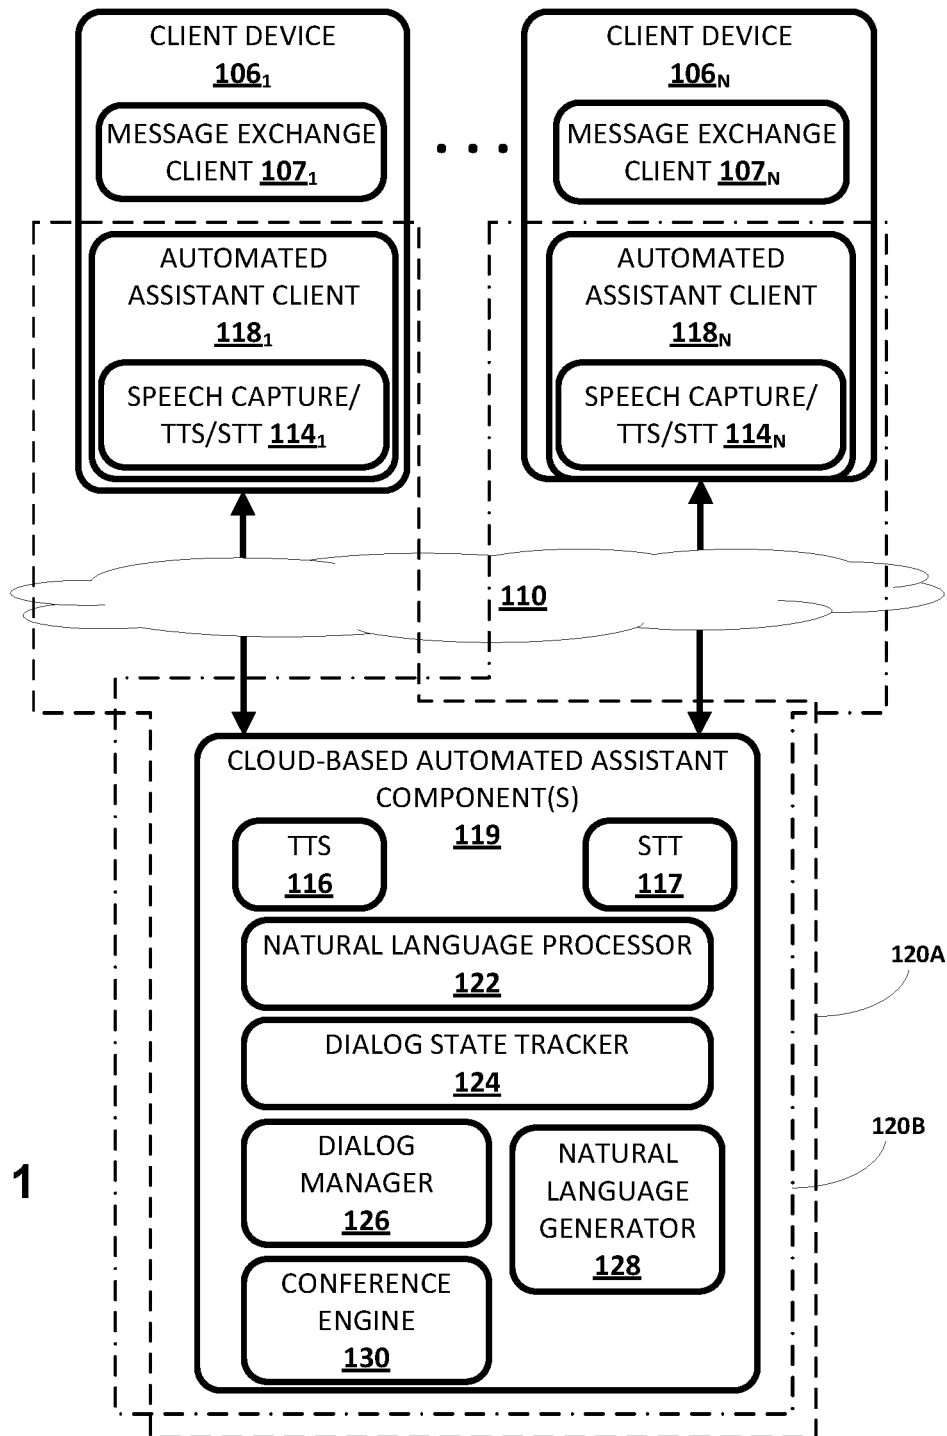 CLIENT DEVICE
106₁
MESSAGE EXCHANGE
CLIENT 107₁
AUTOMATED
ASSISTANT CLIENT
118₁
SPEECH CAPTURE/
TTS/STT 114₁
. . .
CLIENT DEVICE
106N
MESSAGE EXCHANGE
CLIENT 107N
AUTOMATED
ASSISTANT CLIENT
118N
SPEECH CAPTURE/
TTS/STT 114N
110
CLOUD-BASED AUTOMATED ASSISTANT
COMPONENT(S)
119
TTS
116
STT
117
NATURAL LANGUAGE PROCESSOR
122
DIALOG STATE TRACKER
124
DIALOG
MANAGER
126
NATURAL
LANGUAGE
GENERATOR
128
CONFERENCE
ENGINE
130
120A
120B
1